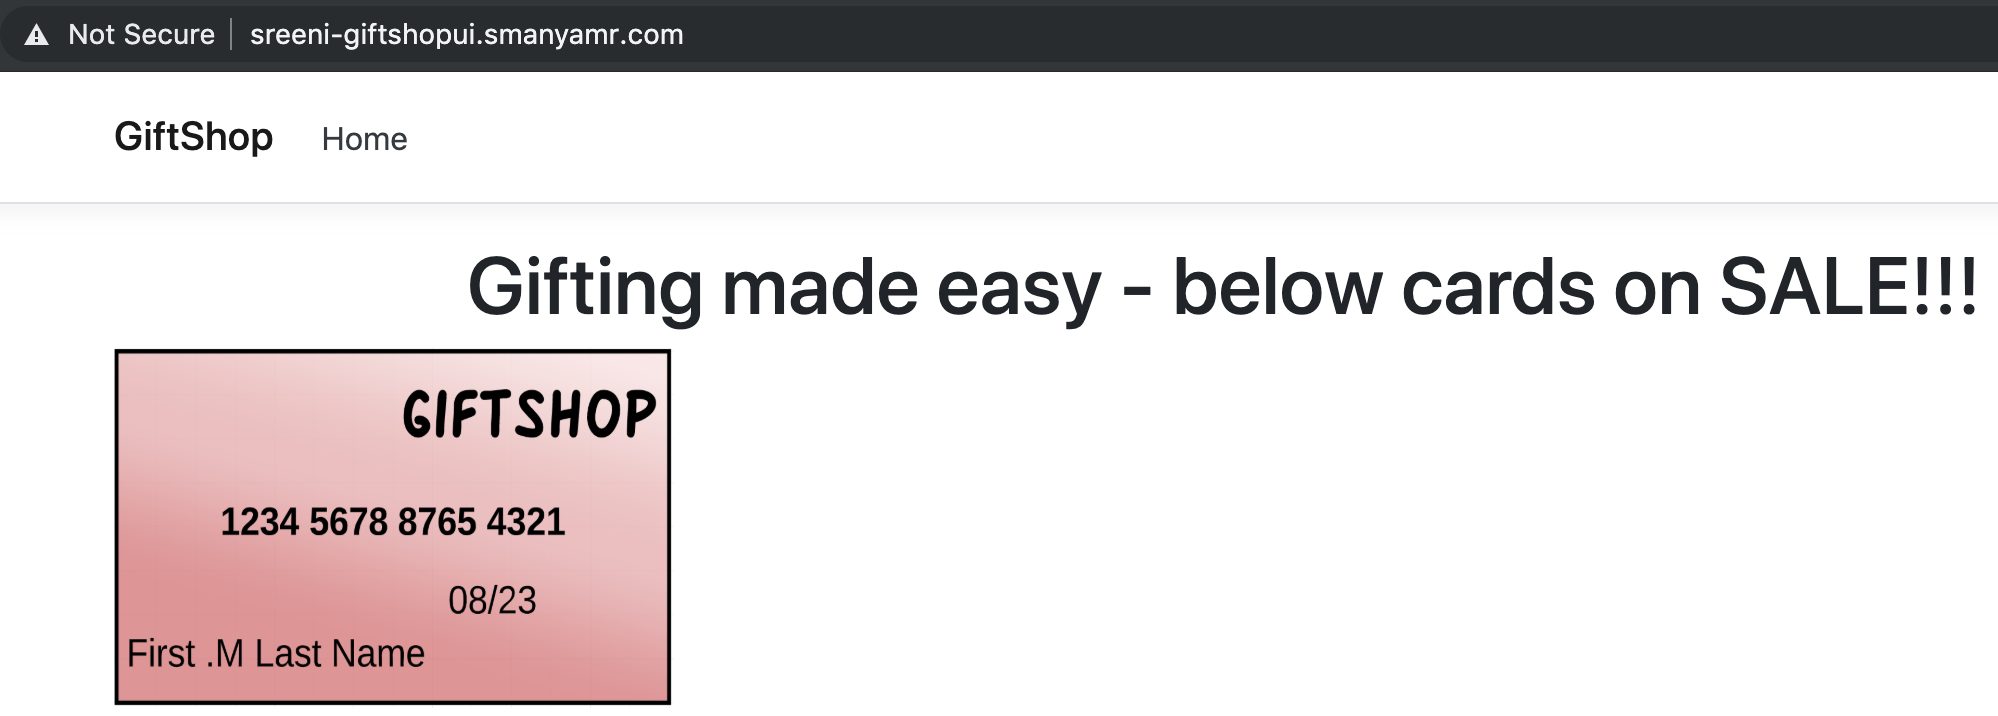 Not Secure | sreeni-giftshopui.smanyamr.com
GiftShop Home
Gifting made easy - below cards on SALE!!!
GIFTSHOP
1234 5678 8765 4321
08/23
First .M Last Name